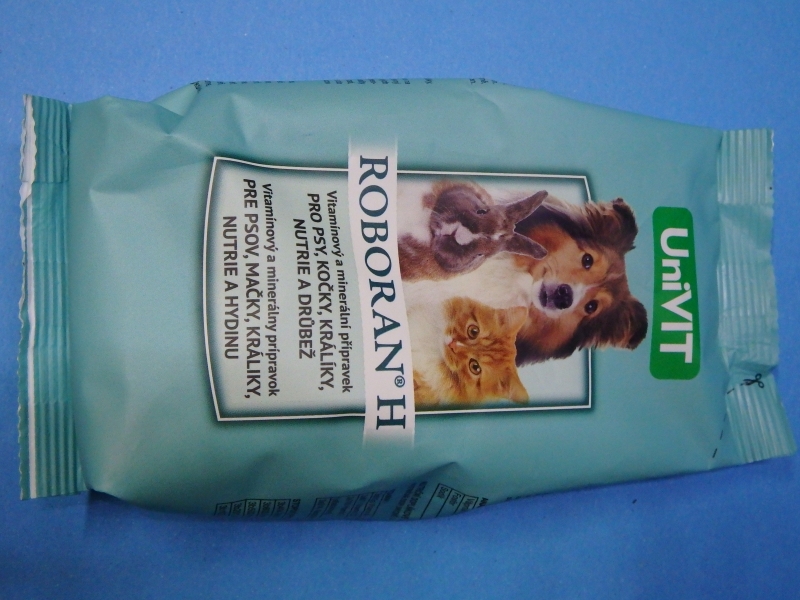 UniVIT
ROBORAN® H
Vitamínový a minerální přípravek
PRO PSY, KOČKY, KRÁLÍKY,
NUTRIE A DRŮBEŽ
Vitamínový a minerálny prípravok
PRE PSOV, MAČKY, KRÁLIKY,
NUTRIE A HYDINU